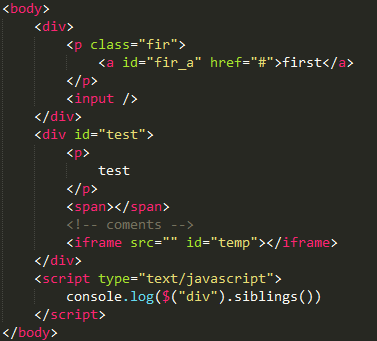 <body>
    <div>
        <p class="fir">
            <a id="fir_a" href="#">first</a>
        </p>
        <input />
    </div>
    <div id="test">
        <p>
            test
        </p>
        <span></span>
        <!-- coments -->
        <iframe src="" id="temp"></iframe>
    </div>
    <script type="text/javascript">
        console.log($("div").siblings())
    </script>
</body>